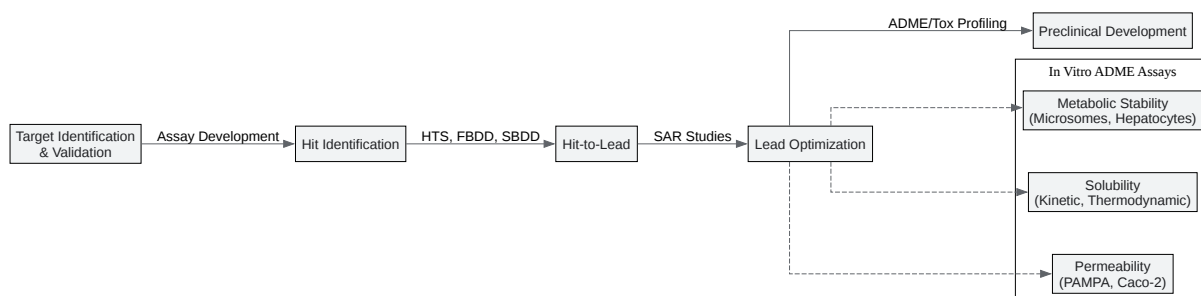 ADME/Tox Profiling
Preclinical Development
In Vitro ADME Assays
Target Identification
& Validation
Assay Development
Hit Identification
HTS, FBDD, SBDD
Hit-to-Lead
SAR Studies
Lead Optimization
Metabolic Stability
(Microsomes, Hepatocytes)
Solubility
(Kinetic, Thermodynamic)
Permeability
(PAMPA, Caco-2)